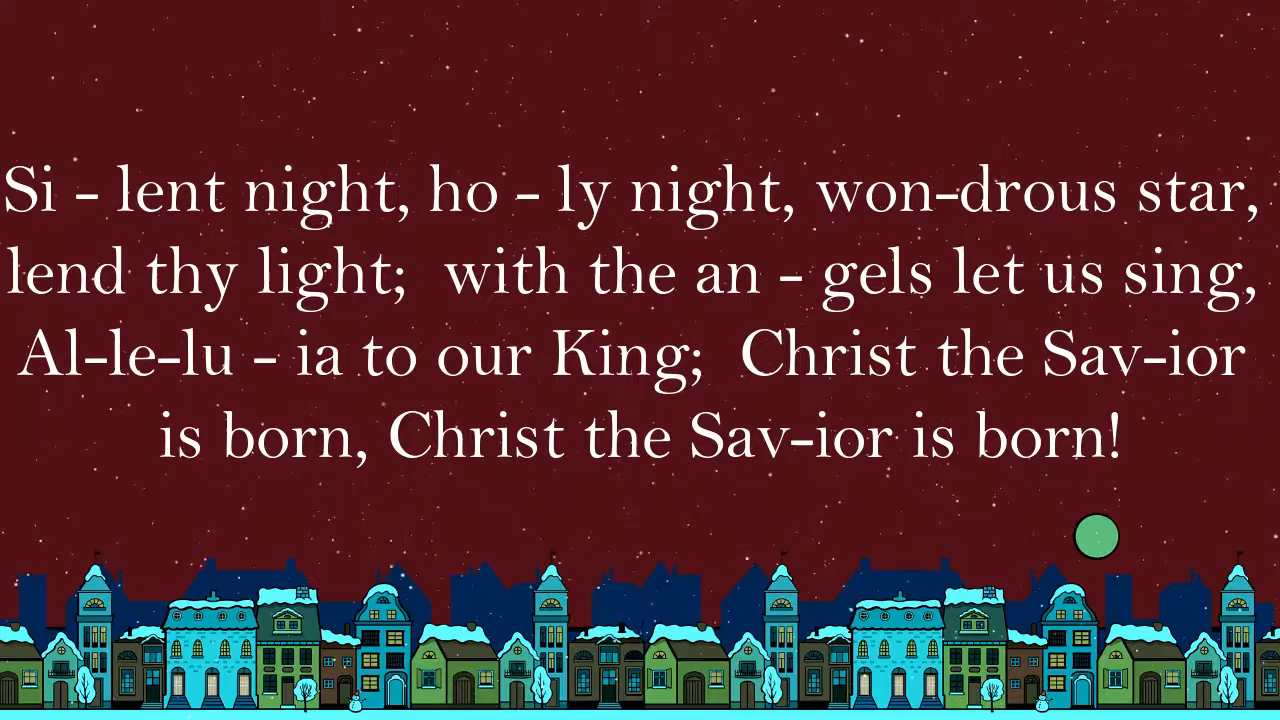 Si - lent night, ho - ly night, won-drous star,
lend thy light;  with the an - gels let us sing,
Al-le-lu - ia to our King;  Christ the Sav-ior
is born, Christ the Sav-ior is born!